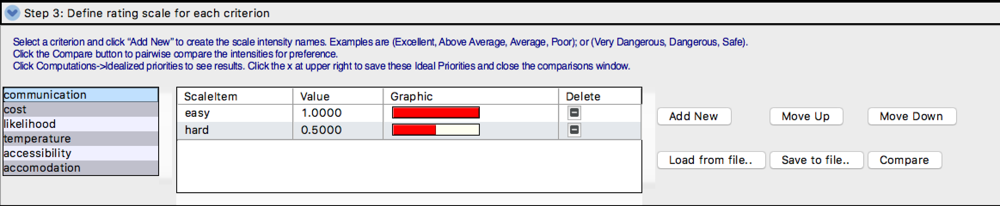 Step 3: Define rating scale for each criterion
Select a criterion and click “Add New” to create the scale intensity names. Examples are (Excellent, Above Average, Average, Poor); or (Very Dangerous, Dangerous, Safe).
Click the Compare button to pairwise compare the intensities for preference.
Click Computations->Idealized priorities to see results. Click the x at upper right to save these Ideal Priorities and close the comparisons window.
communication
cost
likelihood
temperature
accessibility
accomodation
ScaleItem Value Graphic Delete
easy 1.0000
hard 0.5000
Add New Move Up Move Down
Load from file.. Save to file.. Compare